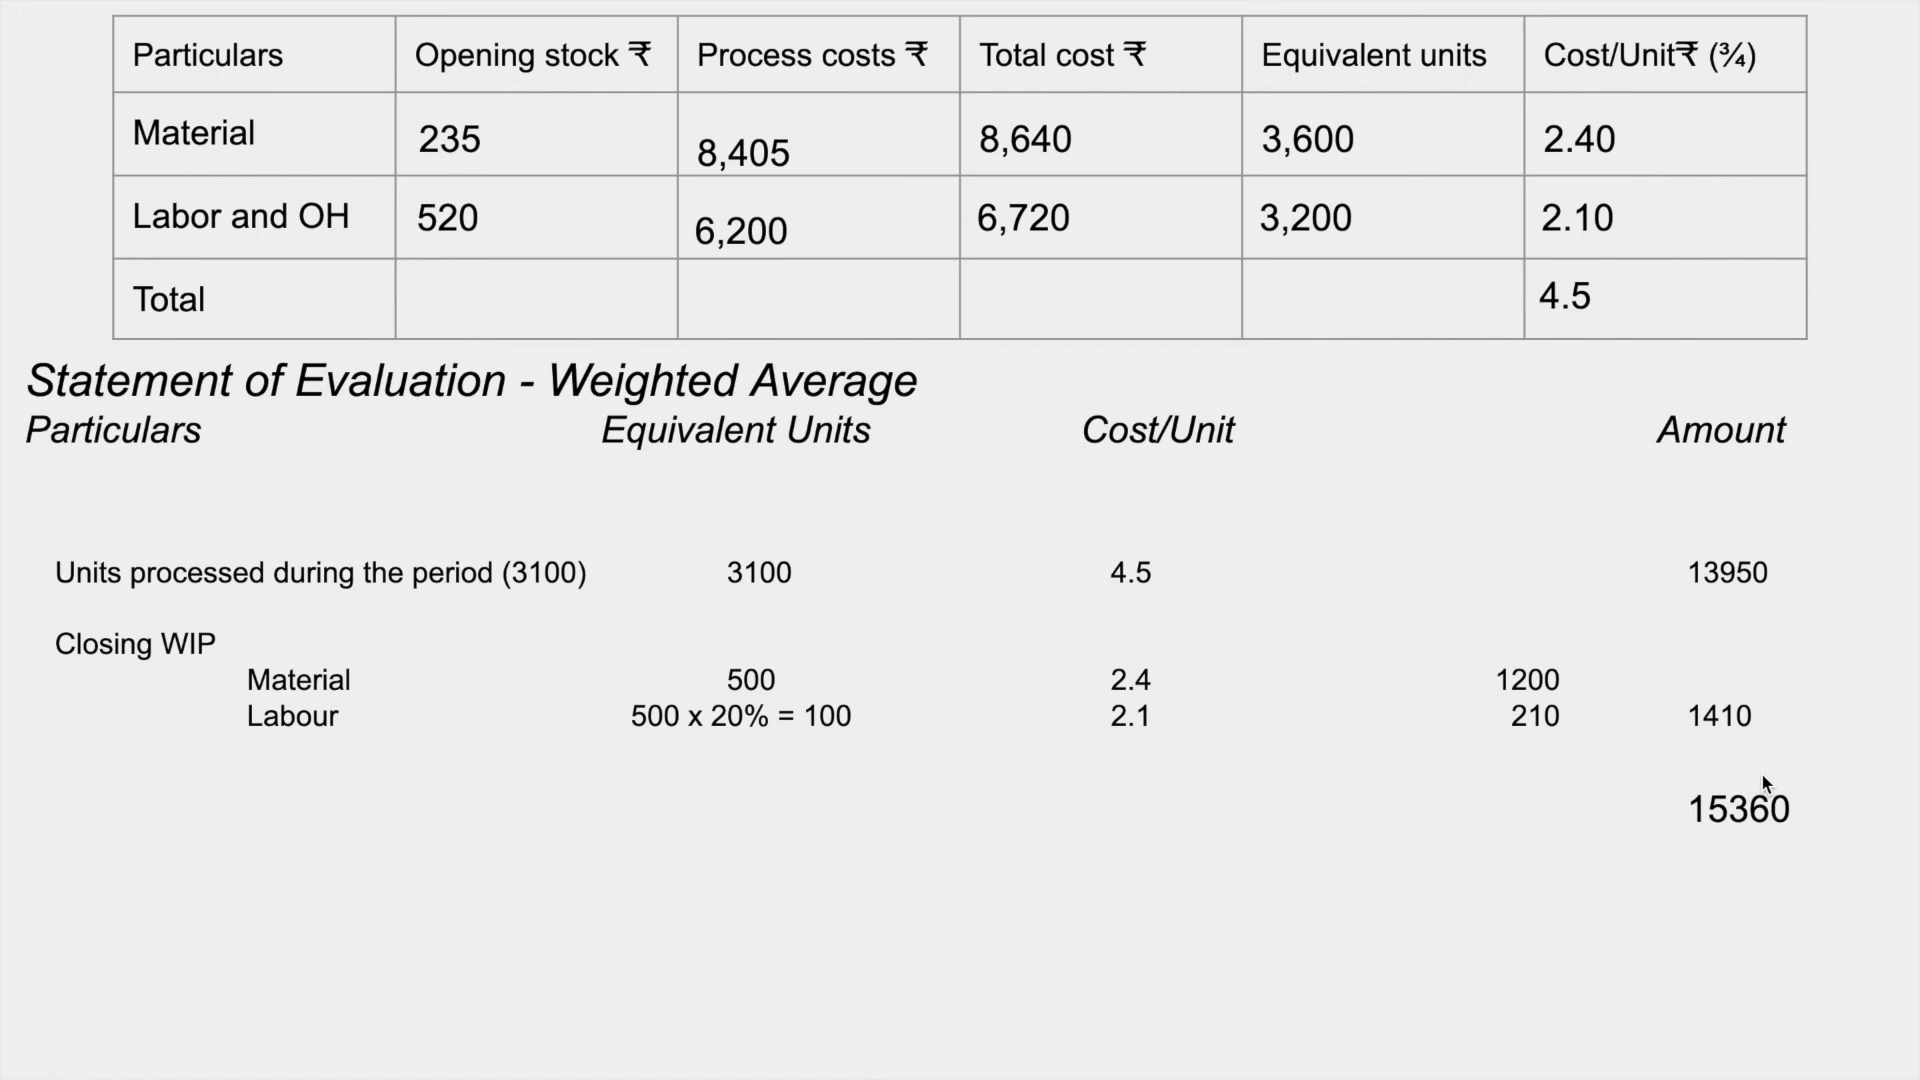 Particulars Opening stock ₹ Process costs ₹ Total cost ₹ Equivalent units Cost/Unit₹ (¾)
Material 235 8,405 8,640 3,600 2.40
Labor and OH 520 6,200 6,720 3,200 2.10
Total 4.5
Statement of Evaluation - Weighted Average
Particulars Equivalent Units Cost/Unit Amount
Units processed during the period (3100) 3100 4.5 13950
Closing WIP
Material 500 2.4 1200
Labour 500 x 20% = 100 2.1 210 1410
15360